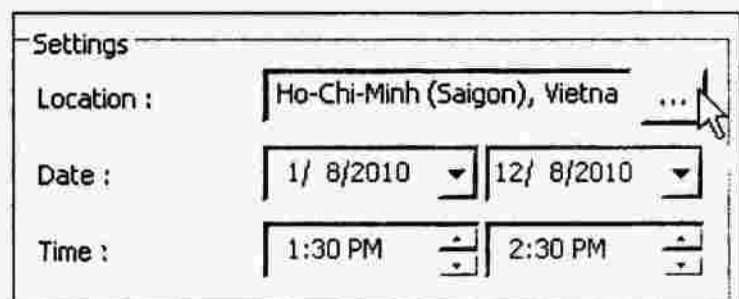 Settings
Location : Ho-Chi-Minh (Saigon), Vietna ...
Date : 1/ 8/2010 12/ 8/2010
Time : 1:30 PM 2:30 PM